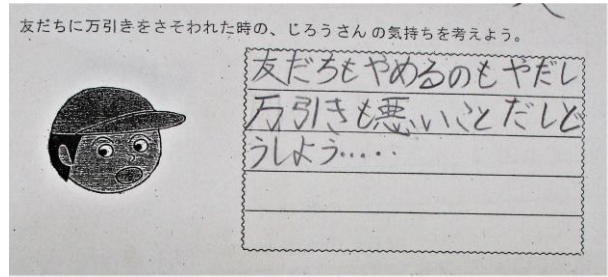 友だちに万引きをさそわれた時の、じろうさんの気持ちを考えよう。
友だちもやめるのもやだし
万引きも悪いことだしど
うしよう‥‥‥